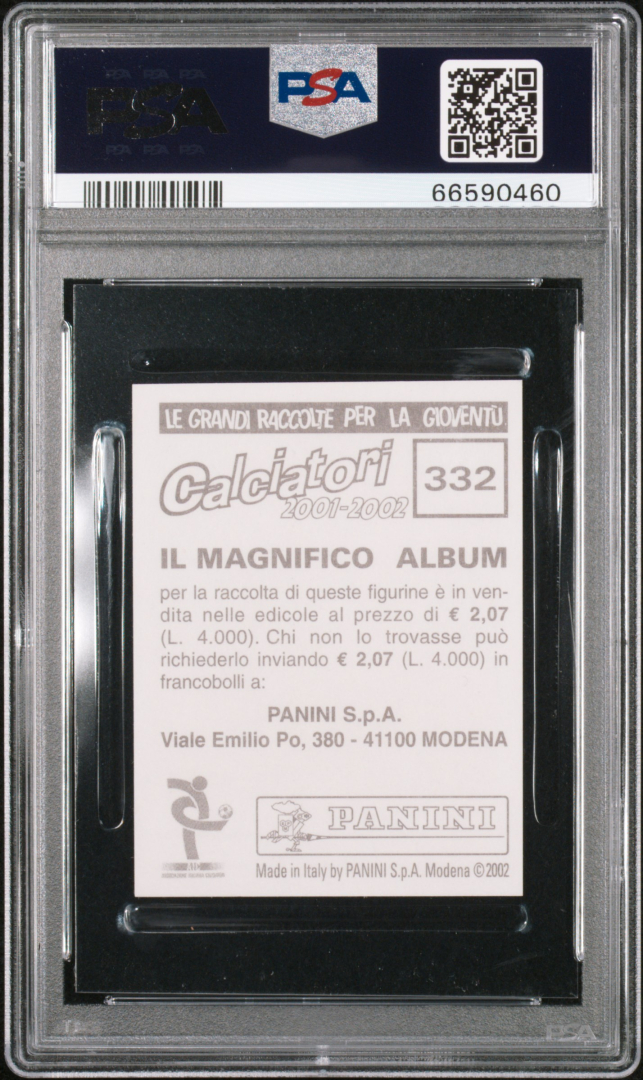 PSA
PSA
66590460
LE GRANDI RACCOLTE PER LA GIOVENTÙ
Calciatori
2001-2002
332
IL MAGNIFICO ALBUM
per la raccolta di queste figurine è in ven-
dita nelle edicole al prezzo di € 2,07
(L. 4.000). Chi non lo trovasse può
richiederlo inviando € 2,07 (L. 4.000) in
francobolli a:
PANINI S.p.A.
Viale Emilio Po, 380 - 41100 MODENA
PANINI
Made in Italy by PANINI S.p.A. Modena © 2002
PSA